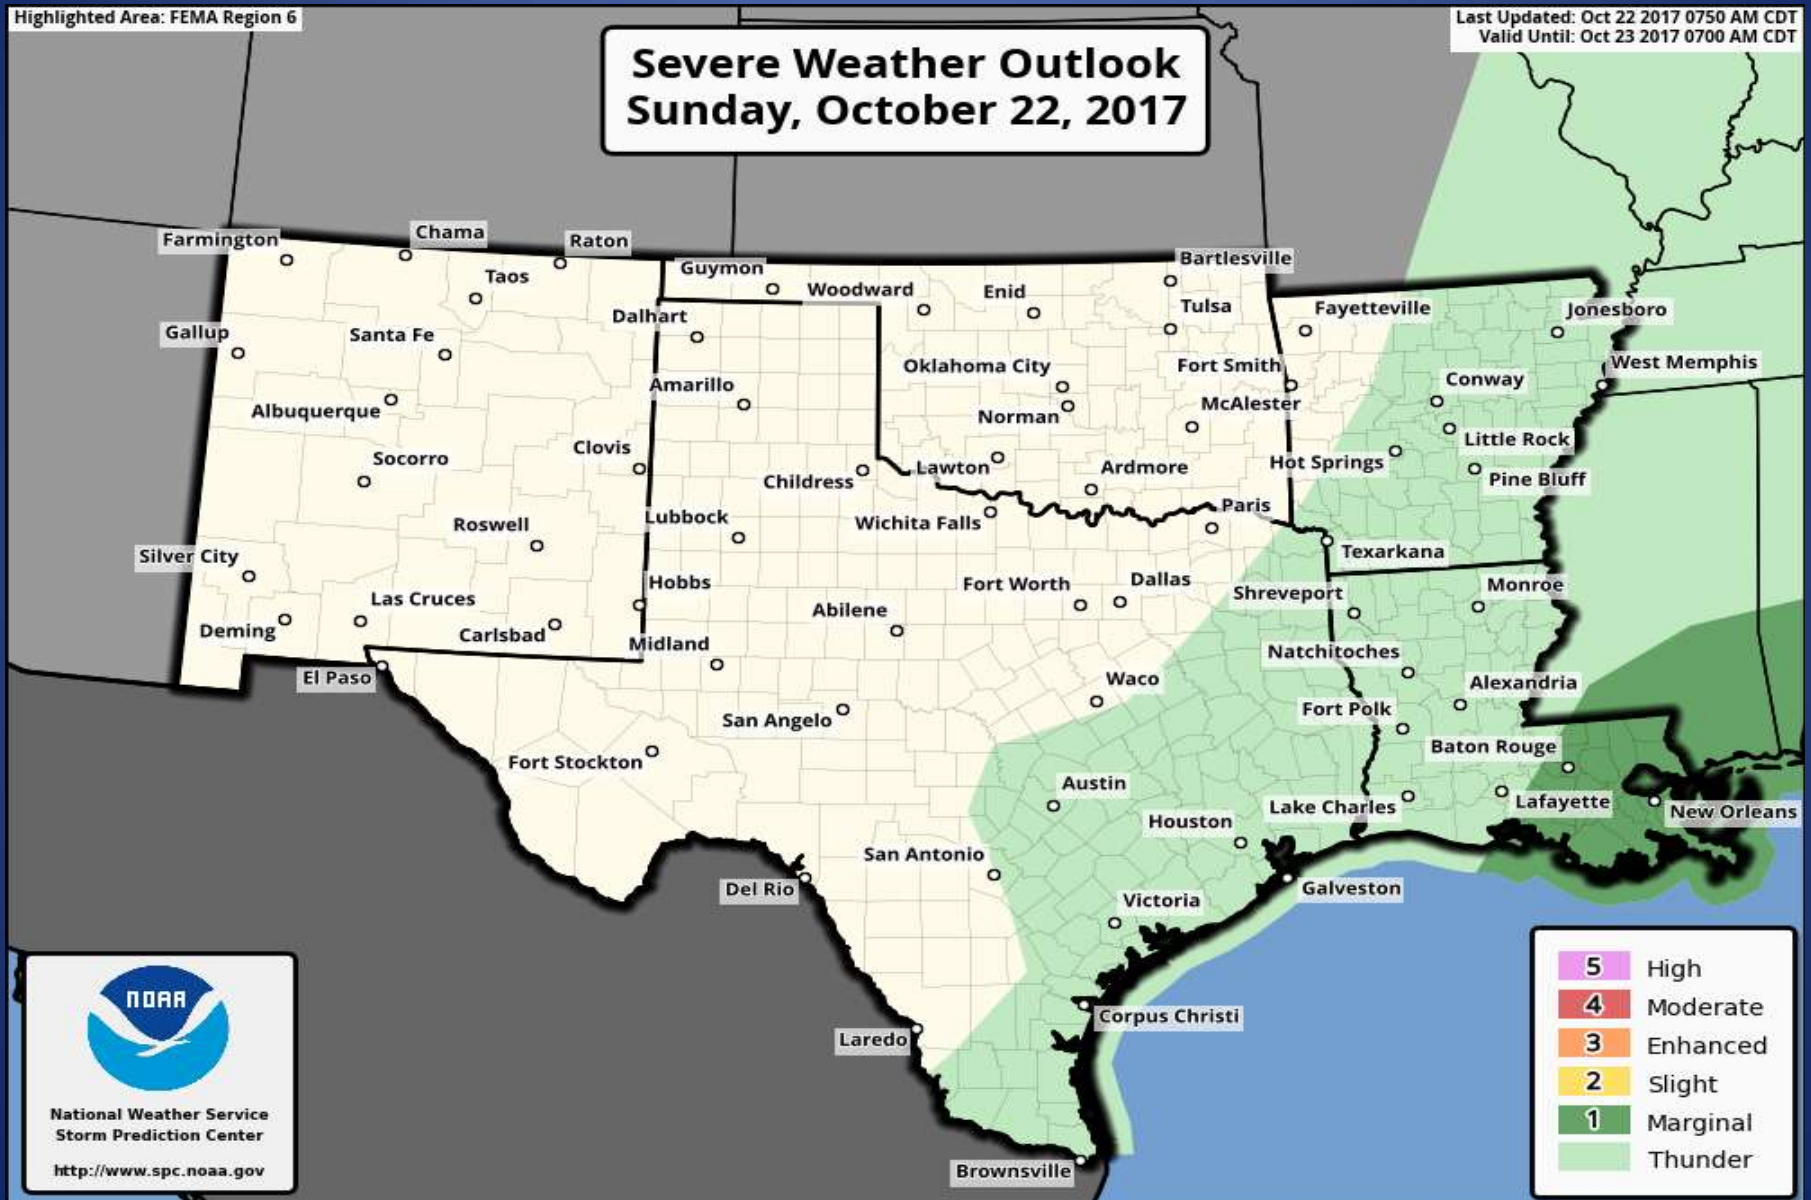 Highlighted Area: FEMA Region 6
Last Updated: Oct 22 2017 0750 AM CDT
Valid Until: Oct 23 2017 0700 AM CDT
Severe Weather Outlook
Sunday, October 22, 2017
Farmington
Chama
Raton
Taos
Guymon
Woodward
Enid
Bartlesville
Tulsa
Fayetteville
Jonesboro
Gallup
Santa Fe
Dalhart
Oklahoma City
Fort Smith
West Memphis
Amarillo
Conway
Albuquerque
Norman
McAlester
Little Rock
Socorro
Clovis
Childress
Lawton
Ardmore
Hot Springs
Pine Bluff
Roswell
Lubbock
Wichita Falls
Paris
Silver City
Texarkana
Las Cruces
Hobbs
Fort Worth
Dallas
Shreveport
Monroe
Deming
Carlsbad
Midland
Abilene
Natchitoches
El Paso
San Angelo
Waco
Alexandria
Fort Polk
Fort Stockton
Baton Rouge
Austin
Lake Charles
Lafayette
New Orleans
Houston
San Antonio
Del Rio
Victoria
Galveston
Laredo
Corpus Christi
Brownsville
NOAA
National Weather Service
Storm Prediction Center
http://www.spc.noaa.gov
5 High
4 Moderate
3 Enhanced
2 Slight
1 Marginal
Thunder